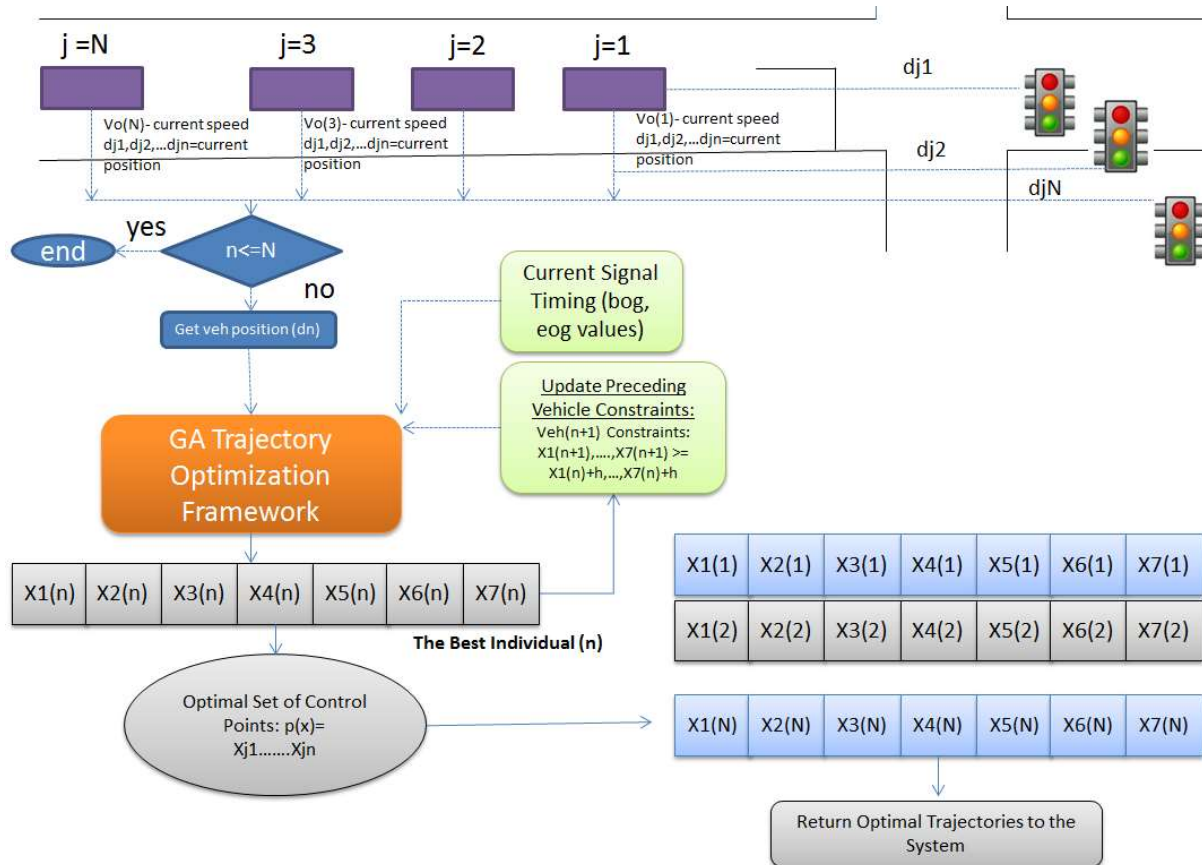 j =N
j=3
j=2
j=1
dj1
Vo(N)- current speed
dj1,dj2,...djn=current
position
Vo(3)- current speed
dj1,dj2,...djn=current
position
Vo(1)- current speed
dj1,dj2,...djn=current
position
dj2
djN
yes
end
n<=N
no
Get veh position (dn)
Current Signal
Timing (bog,
eog values)
Update Preceding
Vehicle Constraints:
Veh(n+1) Constraints:
X1(n+1),....,X7(n+1) >=
X1(n)+h,...,X7(n)+h
GA Trajectory
Optimization
Framework
X1(n) X2(n) X3(n) X4(n) X5(n) X6(n) X7(n)
The Best Individual (n)
Optimal Set of Control
Points: p(x)=
Xj1.......Xjn
X1(1) X2(1) X3(1) X4(1) X5(1) X6(1) X7(1)
X1(2) X2(2) X3(2) X4(2) X5(2) X6(2) X7(2)
X1(N) X2(N) X3(N) X4(N) X5(N) X6(N) X7(N)
Return Optimal Trajectories to the
System